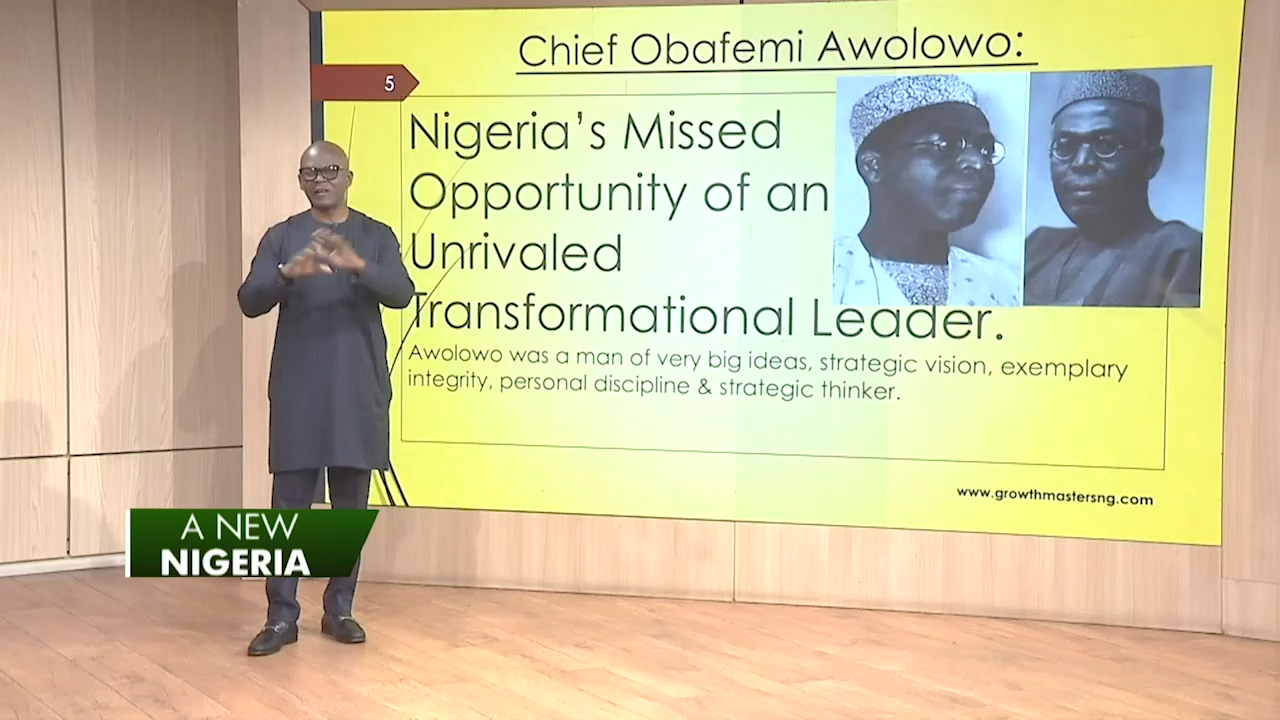 Chief Obafemi Awolowo:
5
Nigeria's Missed
Opportunity of an
Unrivaled
Transformational Leader.
Awolowo was a man of very big ideas, strategic vision, exemplary
integrity, personal discipline & strategic thinker.
www.growthmastersng.com
A NEW
NIGERIA